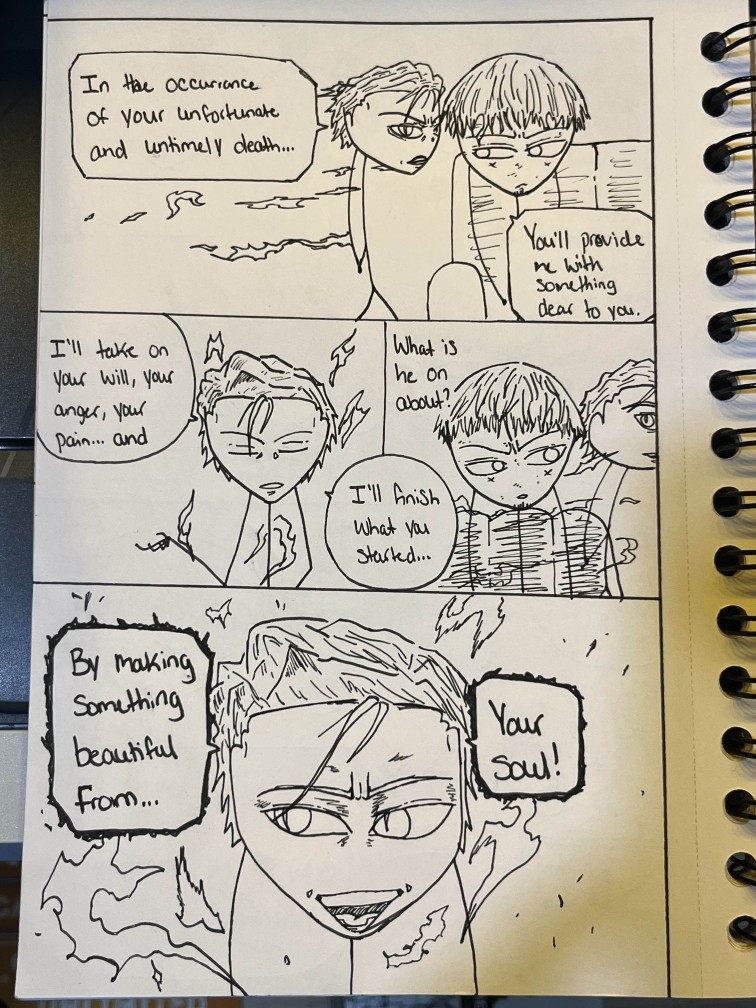 In the occurrance
of your unfortunate
and untimely death...
You'll provide
me with
something
dear to you.
I'll take on
your will, your
anger, your
pain... and
What is
he on
about?
I'll finish
what you
started...
By making
something
beautiful
from...
Your
soul!